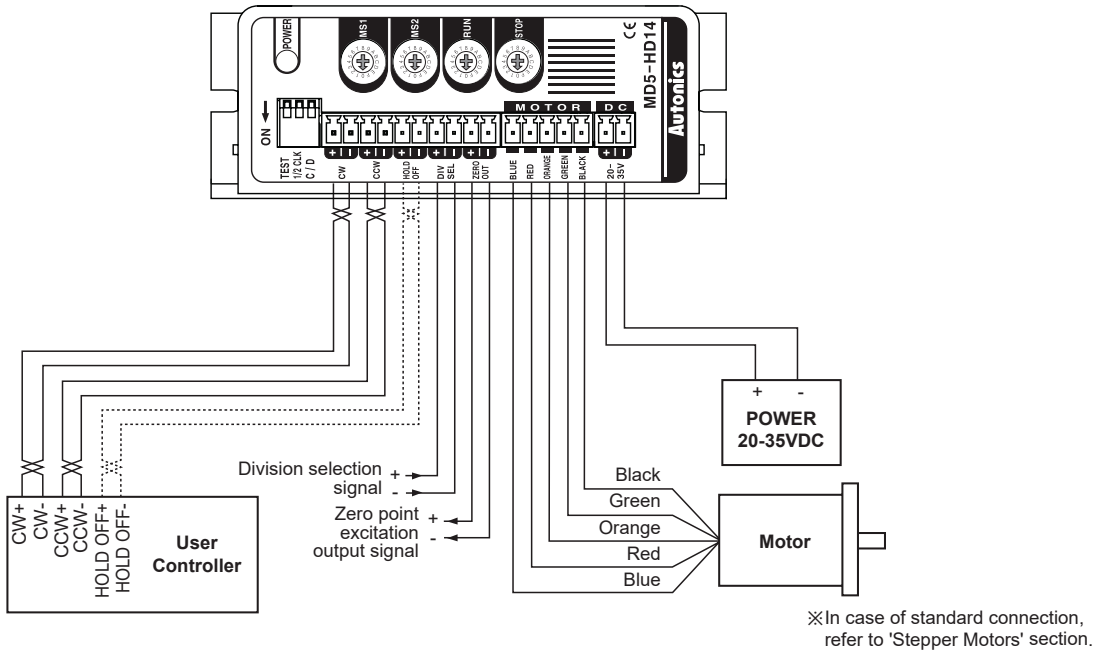 POWER
MS1
MS2
RUN
STOP
CE
MD5-HD14
Autonics
ON
TEST
1/2 CLK
C / D
MOTOR
DC
+ -
+ -
+ -
+ -
+ -
+ -
CW
CCW
HOLD
OFF
DIV
SEL
ZERO
OUT
BLUE
RED
ORANGE
GREEN
BLACK
20-
35V
+ -
POWER
20-35VDC
Division selection +
signal -
Zero point +
excitation -
output signal
Black
Green
Orange
Red
Blue
Motor
CW+
CW-
CCW+
CCW-
HOLD OFF+
HOLD OFF-
User
Controller
※In case of standard connection,
refer to 'Stepper Motors' section.